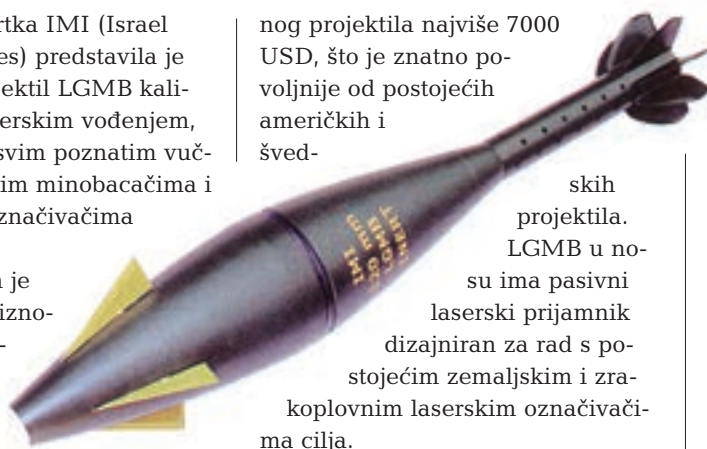 rtka IMI (Israel
es) predstavila je
ektil LGMB kali-
erskim vođenjem,
svim poznatim vuč-
im minobacačima i
značivačima
je
izno-
-
nog projektila najviše 7000
USD, što je znatno po-
voljnije od postojećih
američkih i
šved-
skih
projektila.
LGMB u no-
su ima pasivni
laserski prijamnik
dizajniran za rad s po-
stojećim zemaljskim i zra-
koplovnim laserskim označivači-
ma cilja.
IMI
120 mm
LGMB
INERT